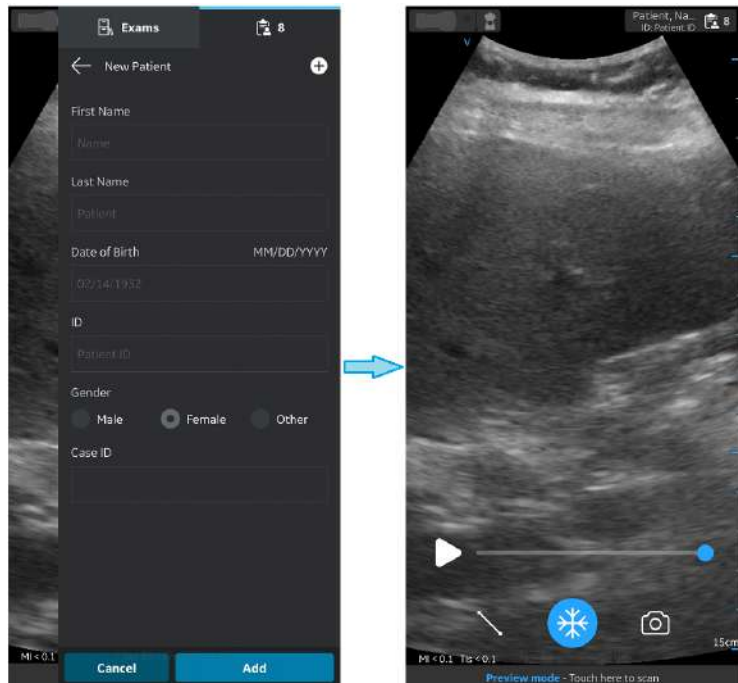 Exams
8
New Patient
First Name
Name
Last Name
Patient
Date of Birth MM/DD/YYYY
02/14/1932
ID
Patient ID
Gender
Male Female Other
Case ID
Cancel Add
MI<0.1
Patient, Na...
ID: Patient ID
8
V
15cm
MI<0.1 TIs<0.1
Preview mode - Touch here to scan